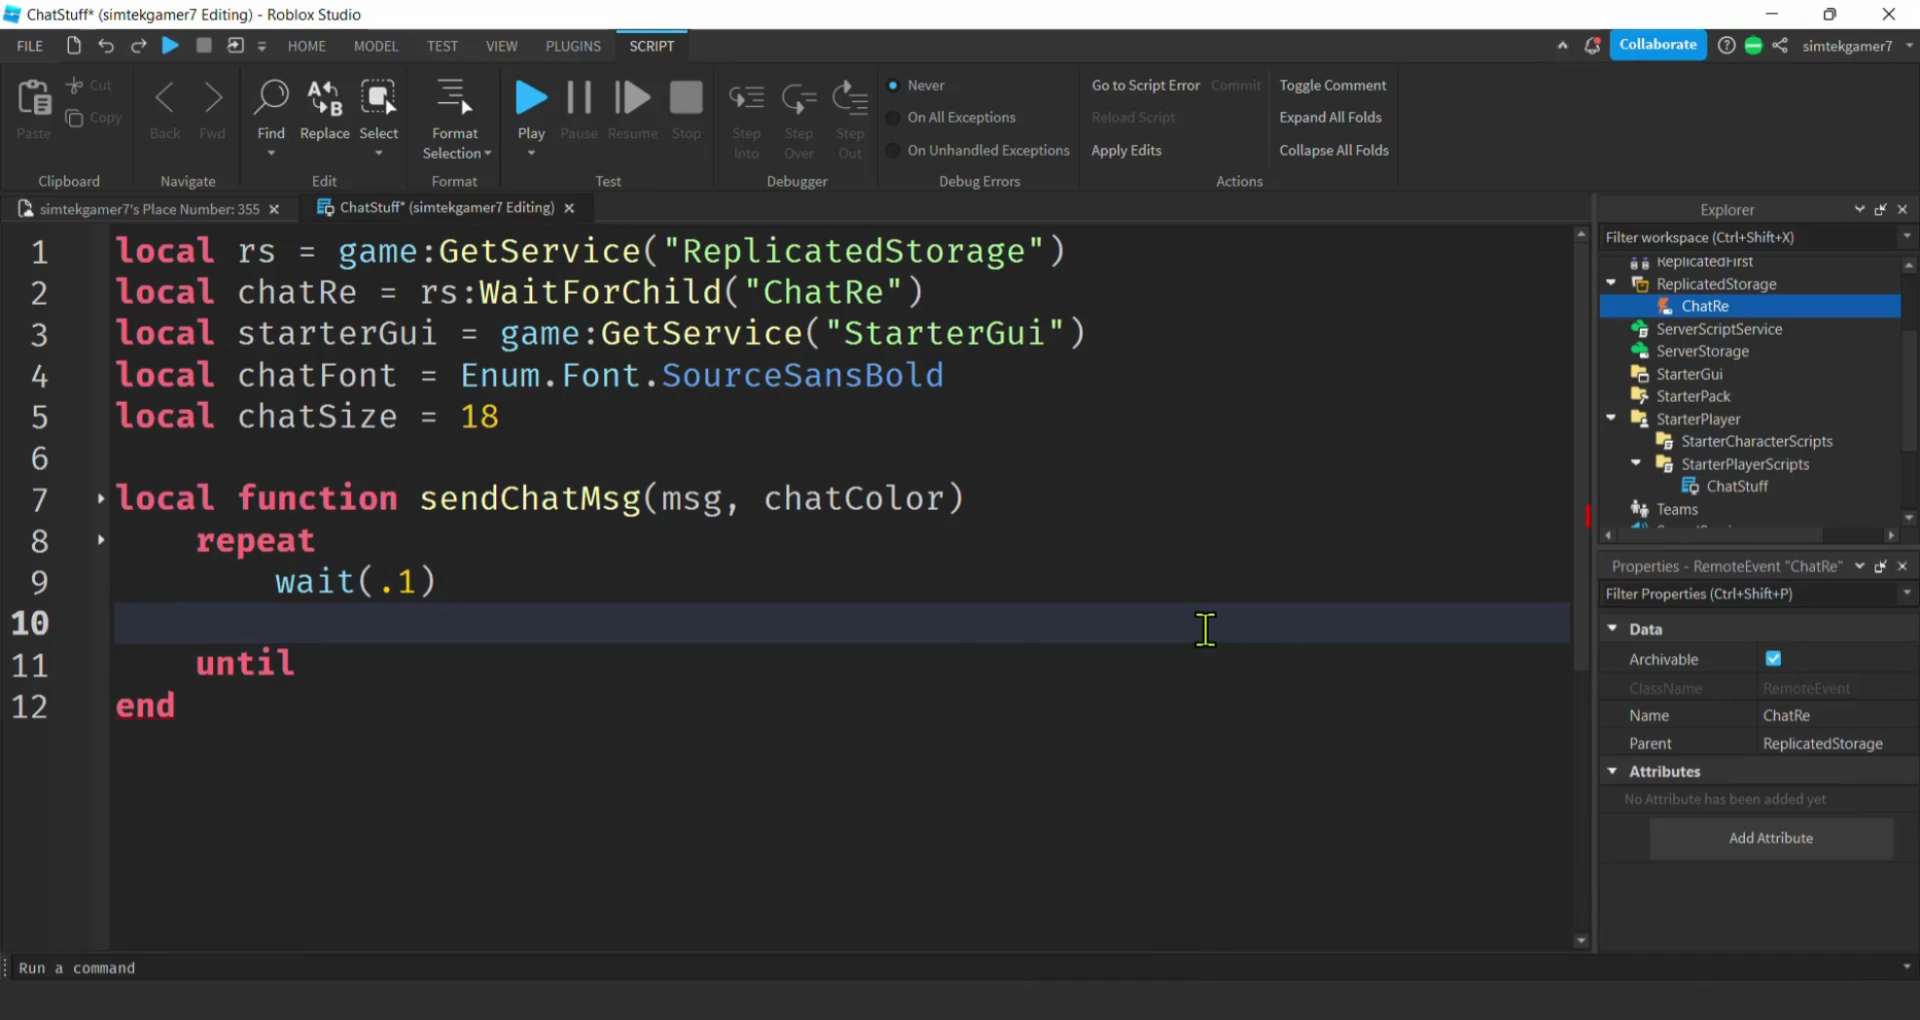 ChatStuff* (simtekgamer7 Editing) - Roblox Studio
FILE HOME MODEL TEST VIEW PLUGINS SCRIPT Collaborate simtekgamer7
Paste Cut Copy
Clipboard
Back Fwd
Navigate
Find Replace Select
Edit
Format
Selection
Format
Play Pause Resume Stop
Test
Step Into Step Over Step Out
Debugger
Never
On All Exceptions
On Unhandled Exceptions
Debug Errors
Go to Script Error Commit
Reload Script
Apply Edits
Toggle Comment
Expand All Folds
Collapse All Folds
Actions
simtekgamer7's Place Number: 355
ChatStuff* (simtekgamer7 Editing)
1 local rs = game:GetService("ReplicatedStorage")
2 local chatRe = rs:WaitForChild("ChatRe")
3 local starterGui = game:GetService("StarterGui")
4 local chatFont = Enum.Font.SourceSansBold
5 local chatSize = 18
6
7 local function sendChatMsg(msg, chatColor)
8 repeat
9 wait(.1)
10
11 until
12 end
Explorer
Filter workspace (Ctrl+Shift+X)
ReplicatedFirst
ReplicatedStorage
ChatRe
ServerScriptService
ServerStorage
StarterGui
StarterPack
StarterPlayer
StarterCharacterScripts
StarterPlayerScripts
ChatStuff
Teams
Properties - RemoteEvent "ChatRe"
Filter Properties (Ctrl+Shift+P)
Data
Archivable
ClassName RemoteEvent
Name ChatRe
Parent ReplicatedStorage
Attributes
No Attribute has been added yet
Add Attribute
Run a command